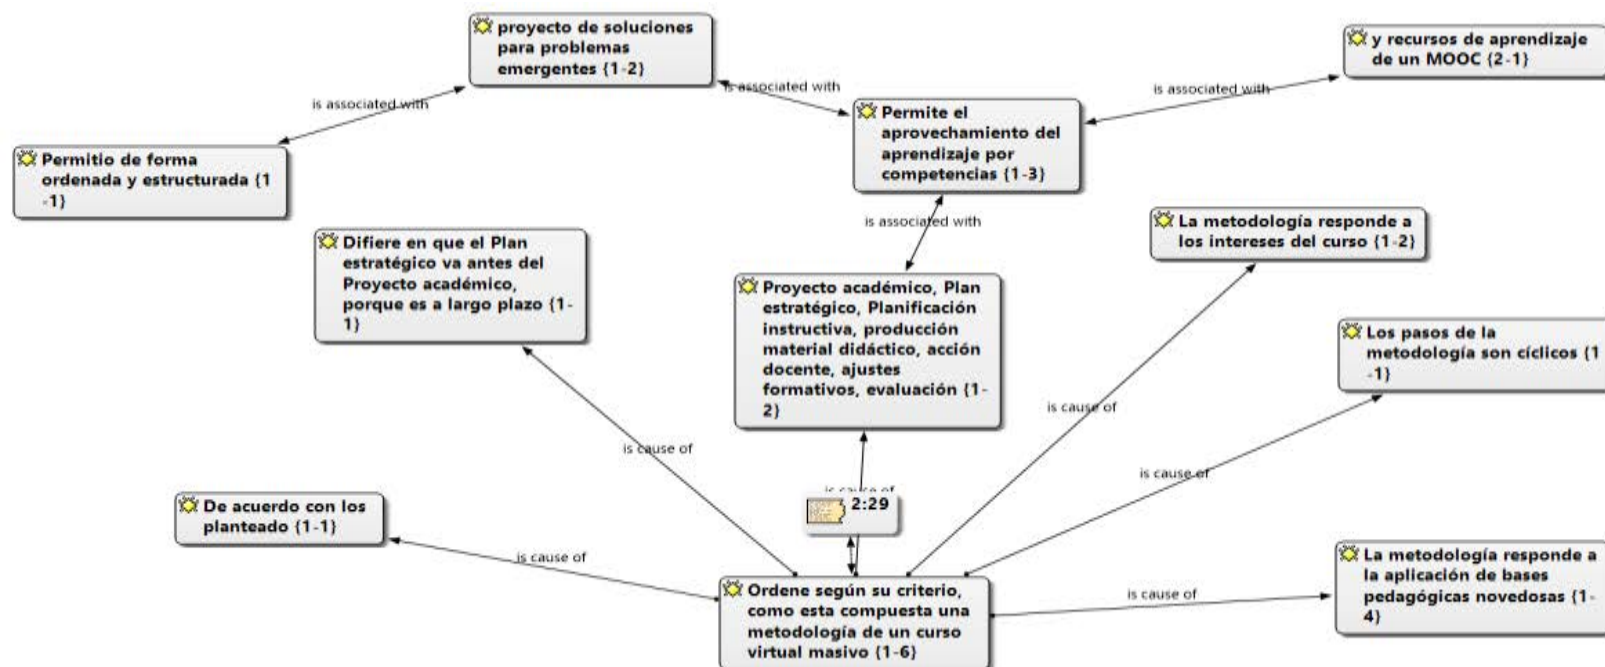 proyecto de soluciones
para problemas
emergentes {1-2}
y recursos de aprendizaje
de un MOOC {2-1}
is associated with
is associated with
is associated with
Permite el
aprovechamiento del
aprendizaje por
competencias {1-3}
Permitio de forma
ordenada y estructurada {1
-1}
is associated with
La metodología responde a
los intereses del curso {1-2}
Difiere en que el Plan
estratégico va antes del
Proyecto académico,
porque es a largo plazo {1-
1}
Proyecto académico, Plan
estratégico, Planificación
instructiva, producción
material didáctico, acción
docente, ajustes
formativos, evaluación {1-
2}
Los pasos de la
metodología son cíclicos {1
-1}
is cause of
is cause of
is cause of
is cause of
2:29
De acuerdo con los
planteado {1-1}
is cause of
is cause of
La metodología responde a
la aplicación de bases
pedagógicas novedosas {1-
4}
Ordene según su criterio,
como esta compuesta una
metodología de un curso
virtual masivo {1-6}